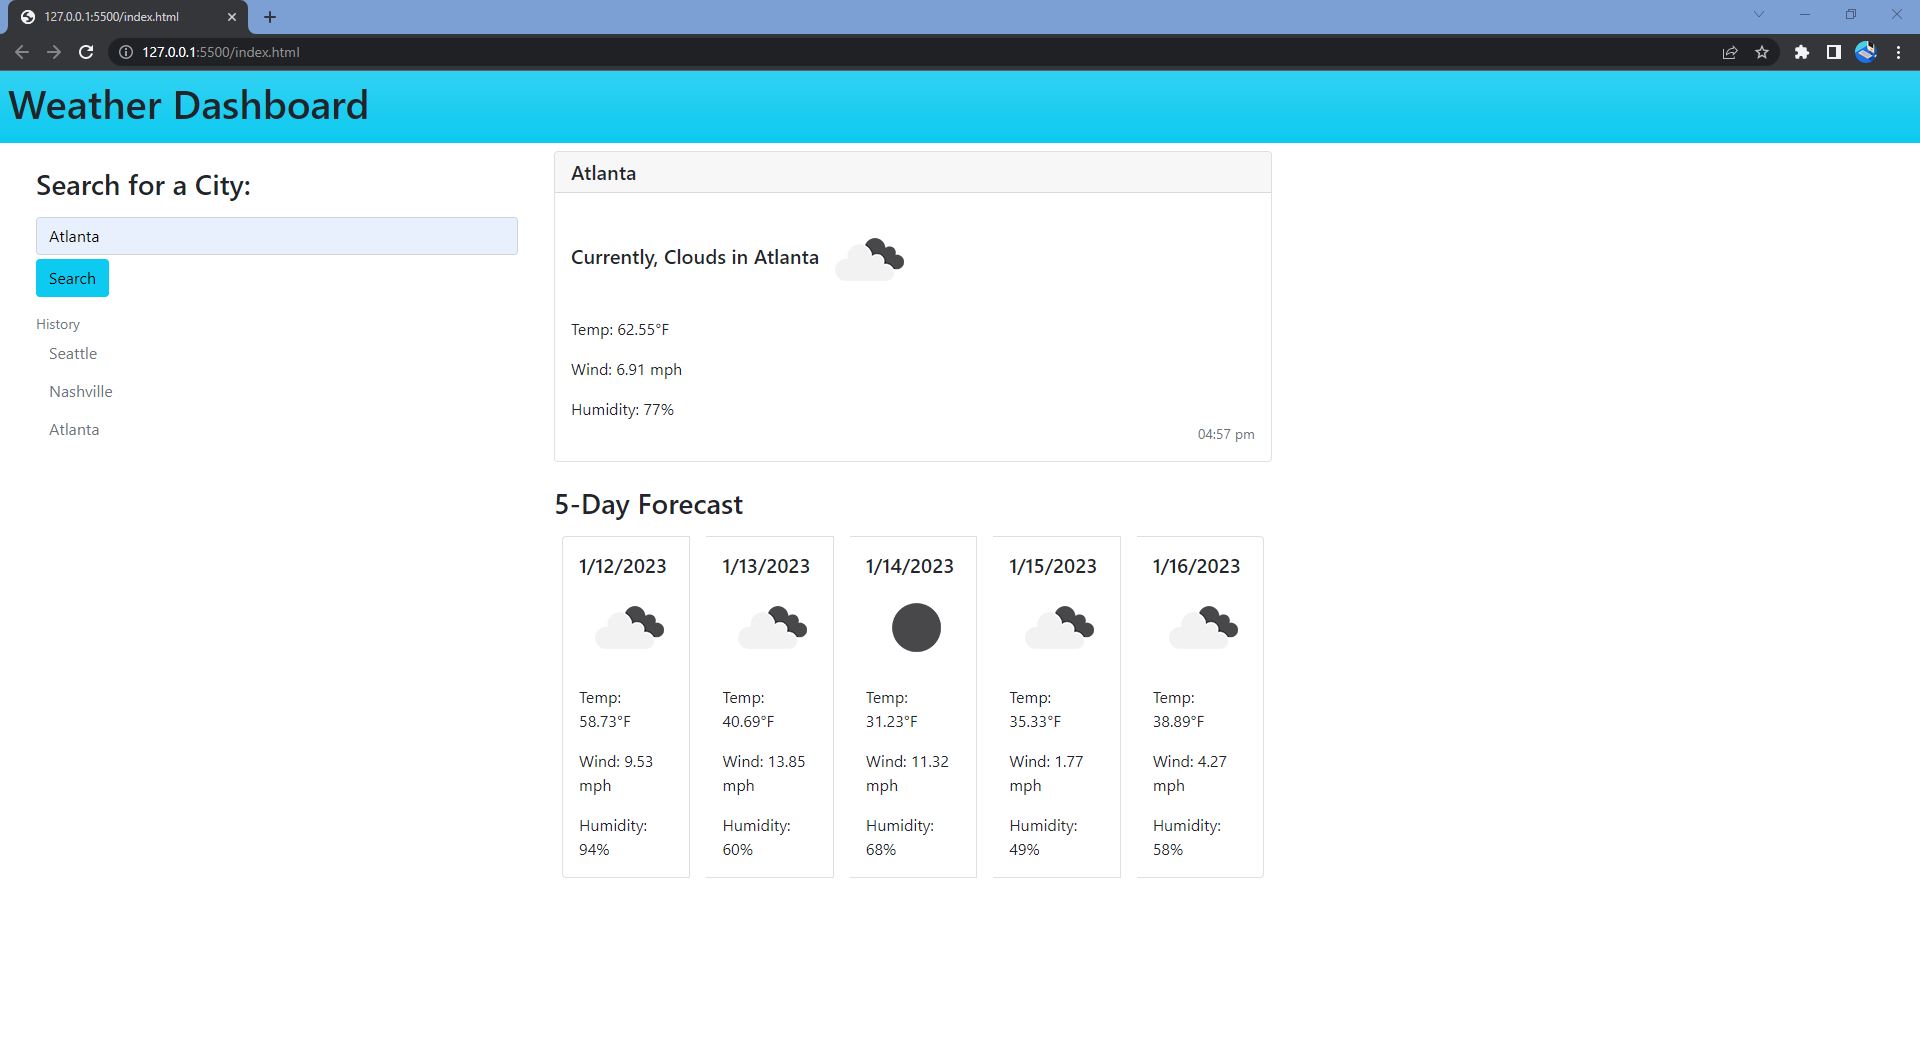 127.0.0.1:5500/index.html
127.0.0.1:5500/index.html
Weather Dashboard
Search for a City:
Atlanta
Search
History
Seattle
Nashville
Atlanta
Atlanta
Currently, Clouds in Atlanta
Temp: 62.55°F
Wind: 6.91 mph
Humidity: 77%
04:57 pm
5-Day Forecast
1/12/2023
Temp:
58.73°F
Wind: 9.53
mph
Humidity:
94%
1/13/2023
Temp:
40.69°F
Wind: 13.85
mph
Humidity:
60%
1/14/2023
Temp:
31.23°F
Wind: 11.32
mph
Humidity:
68%
1/15/2023
Temp:
35.33°F
Wind: 1.77
mph
Humidity:
49%
1/16/2023
Temp:
38.89°F
Wind: 4.27
mph
Humidity:
58%